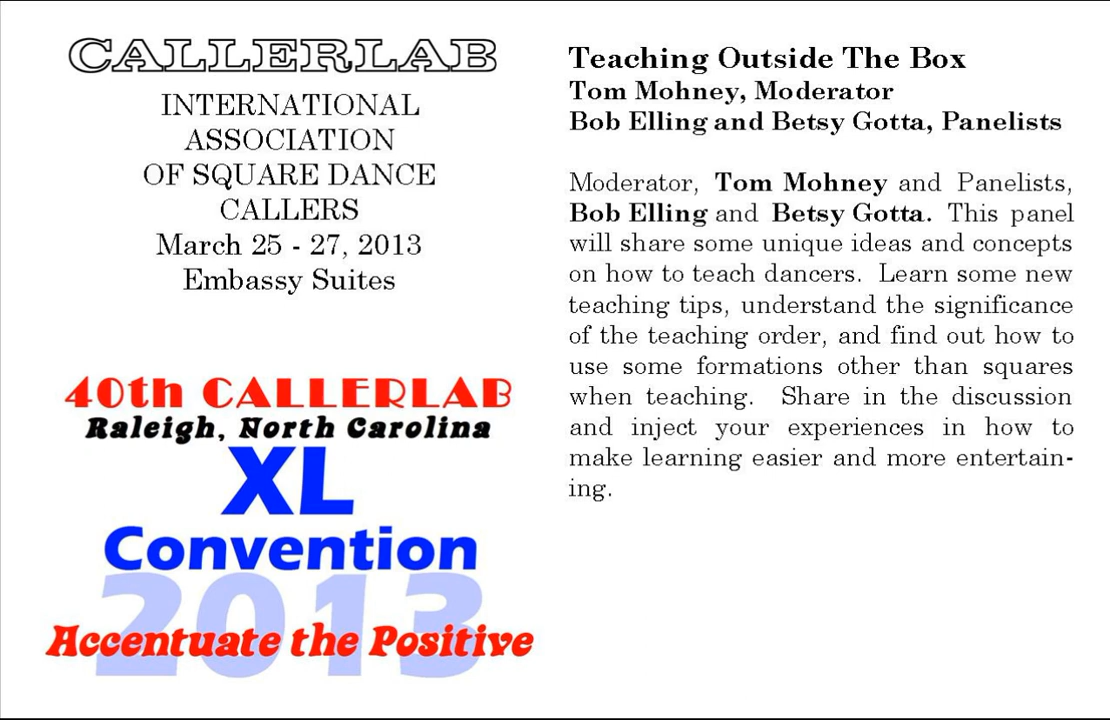 CALLERLAB
INTERNATIONAL
ASSOCIATION
OF SQUARE DANCE
CALLERS
March 25 - 27, 2013
Embassy Suites
40th CALLERLAB
Raleigh, North Carolina
XL
Convention
2013
Accentuate the Positive
Teaching Outside The Box
Tom Mohney, Moderator
Bob Elling and Betsy Gotta, Panelists
Moderator, Tom Mohney and Panelists,
Bob Elling and Betsy Gotta. This panel
will share some unique ideas and concepts
on how to teach dancers. Learn some new
teaching tips, understand the significance
of the teaching order, and find out how to
use some formations other than squares
when teaching. Share in the discussion
and inject your experiences in how to
make learning easier and more entertain-
ing.